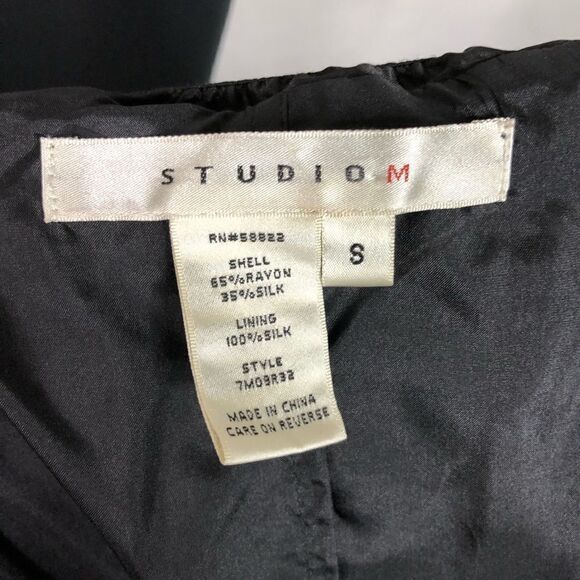 STUDIO M
RN#58822
S
SHELL
65%RAYON
35%SILK
LINING
100%SILK
STYLE
7M09R32
MADE IN CHINA
CARE ON REVERSE